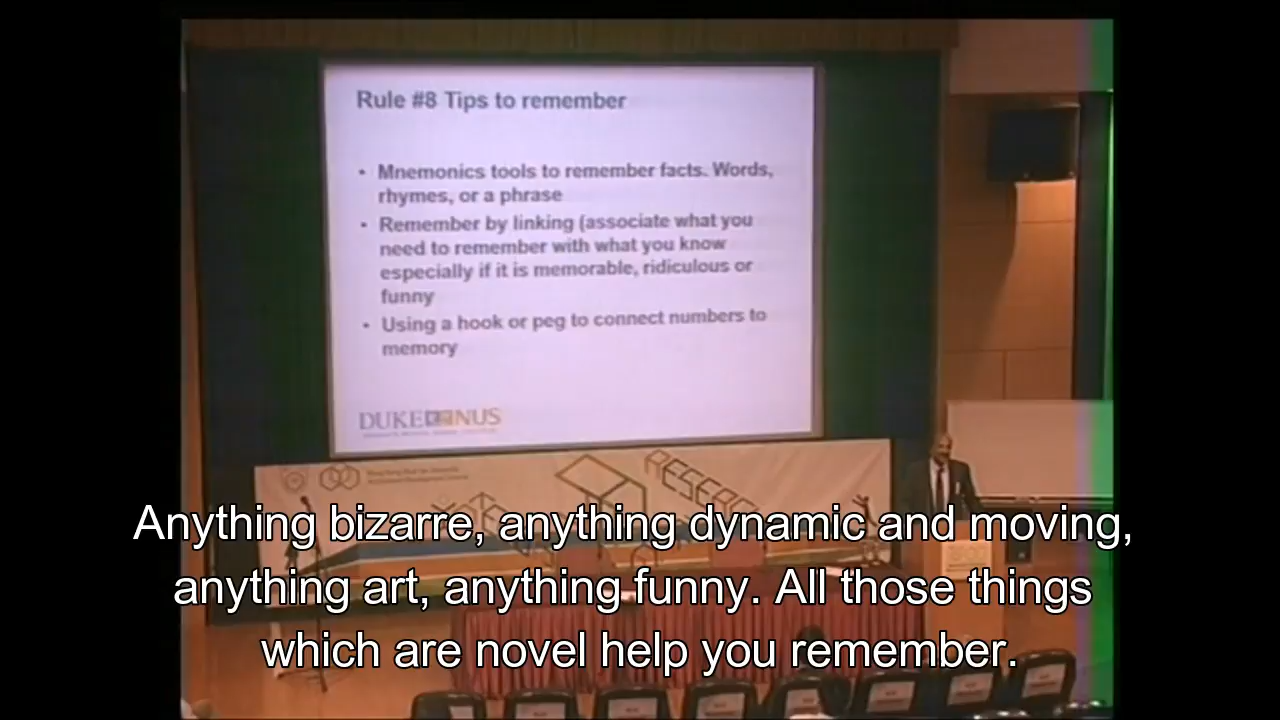 Rule #8 Tips to remember
• Mnemonics tools to remember facts. Words,
rhymes, or a phrase
• Remember by linking (associate what you
need to remember with what you know
especially if it is memorable, ridiculous or
funny
• Using a hook or peg to connect numbers to
memory
DUKE NUS
RESEARC
Anything bizarre, anything dynamic and moving,
anything art, anything funny. All those things
which are novel help you remember.